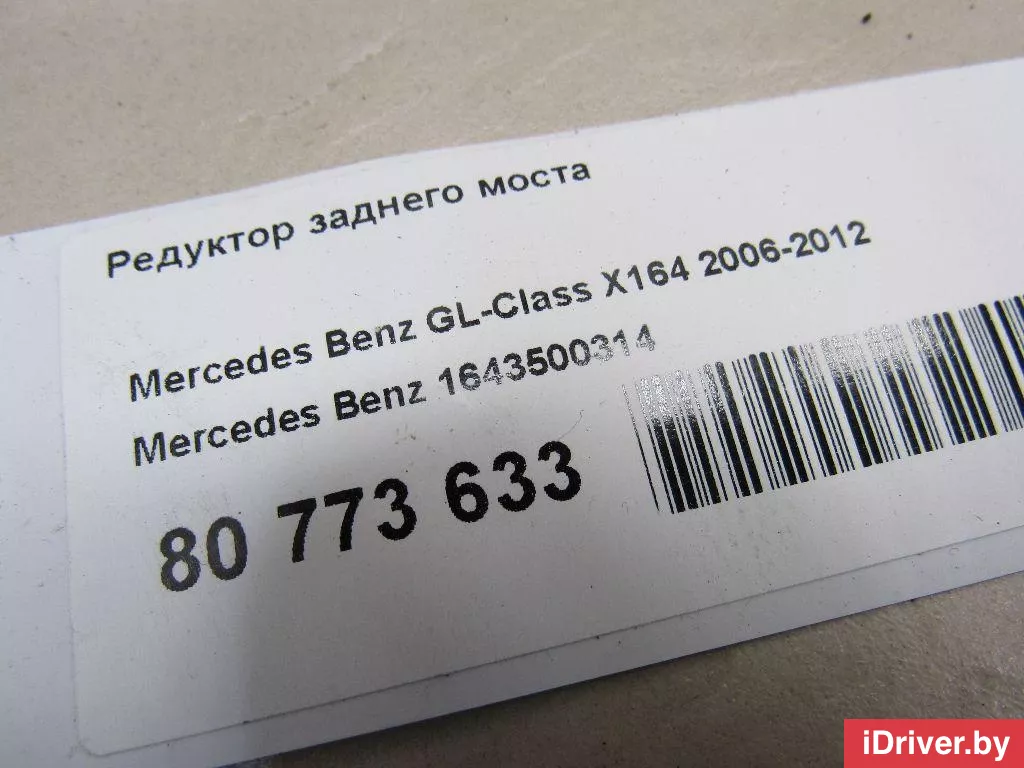 Редуктор заднего моста
Mercedes Benz GL-Class X164 2006-2012
Mercedes Benz 1643500314
80 773 633
iDriver.by